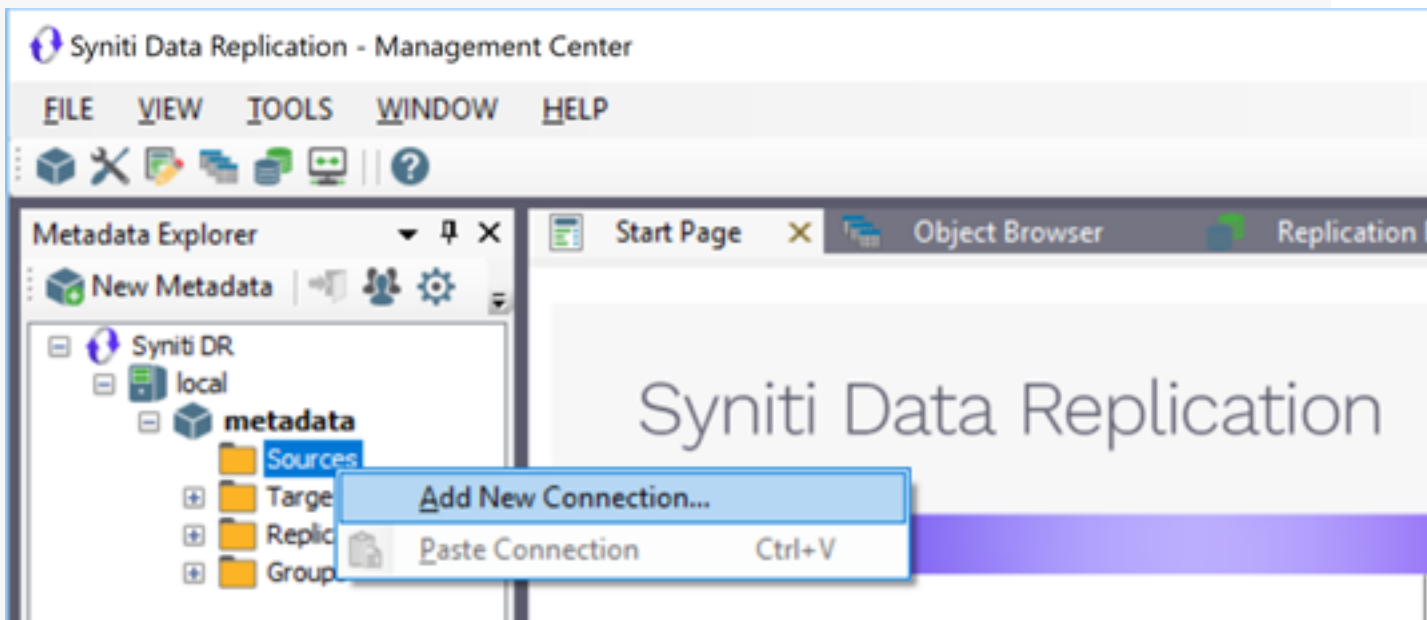 Syniti Data Replication - Management Center
FILE VIEW TOOLS WINDOW HELP
Metadata Explorer
Start Page
Object Browser
Replication
New Metadata
Syniti DR
local
metadata
Sources
Add New Connection...
Paste Connection Ctrl+V
Syniti Data Replication